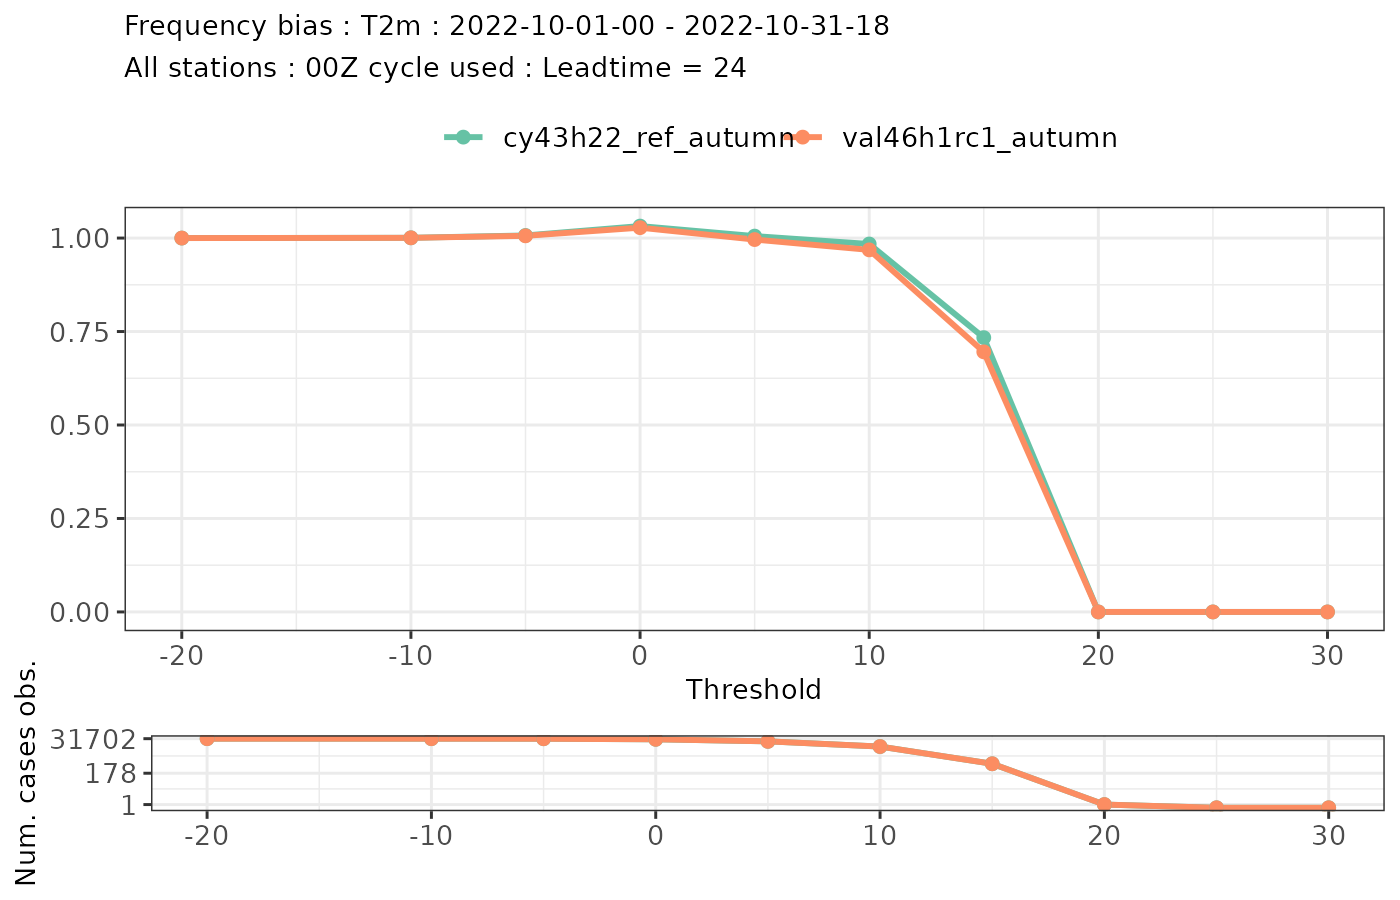 Frequency bias : T2m : 2022-10-01-00 - 2022-10-31-18
All stations : 00Z cycle used : Leadtime = 24
cy43h22_ref_autumn val46h1rc1_autumn
1.00
0.75
0.50
0.25
0.00
-20 -10 0 10 20 30
Threshold
Num. cases obs.
31702
178
1
-20 -10 0 10 20 30